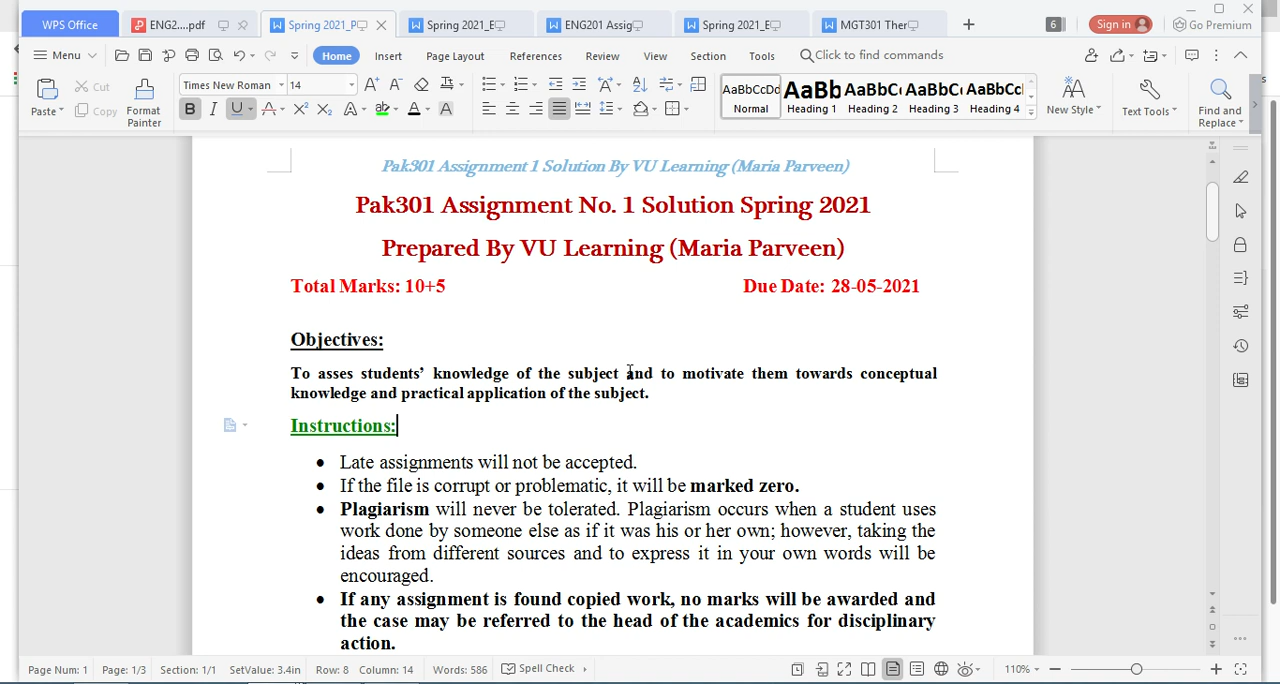 WPS Office
ENG2....pdf
Spring 2021_P
Spring 2021_E
ENG201 Assig
Spring 2021_E
MGT301 Ther
6
Sign in
Go Premium
Menu
Home
Insert
Page Layout
References
Review
View
Section
Tools
Click to find commands
Paste
Cut
Copy
Format
Painter
Times New Roman
14
AaBbCcDd
Normal
AaBb
Heading 1
AaBbC
Heading 2
AaBbC
Heading 3
AaBbC
Heading 4
New Style
Text Tools
Find and
Replace
Pak301 Assignment 1 Solution By VU Learning (Maria Parveen)
Pak301 Assignment No. 1 Solution Spring 2021
Prepared By VU Learning (Maria Parveen)
Total Marks: 10+5 Due Date: 28-05-2021
Objectives:
To asses students' knowledge of the subject and to motivate them towards conceptual
knowledge and practical application of the subject.
Instructions:
• Late assignments will not be accepted.
• If the file is corrupt or problematic, it will be marked zero.
• Plagiarism will never be tolerated. Plagiarism occurs when a student uses
work done by someone else as if it was his or her own; however, taking the
ideas from different sources and to express it in your own words will be
encouraged.
• If any assignment is found copied work, no marks will be awarded and
the case may be referred to the head of the academics for disciplinary
action.
Page Num: 1 Page: 1/3 Section: 1/1 SetValue: 3.4in Row: 8 Column: 14 Words: 586 Spell Check 110%